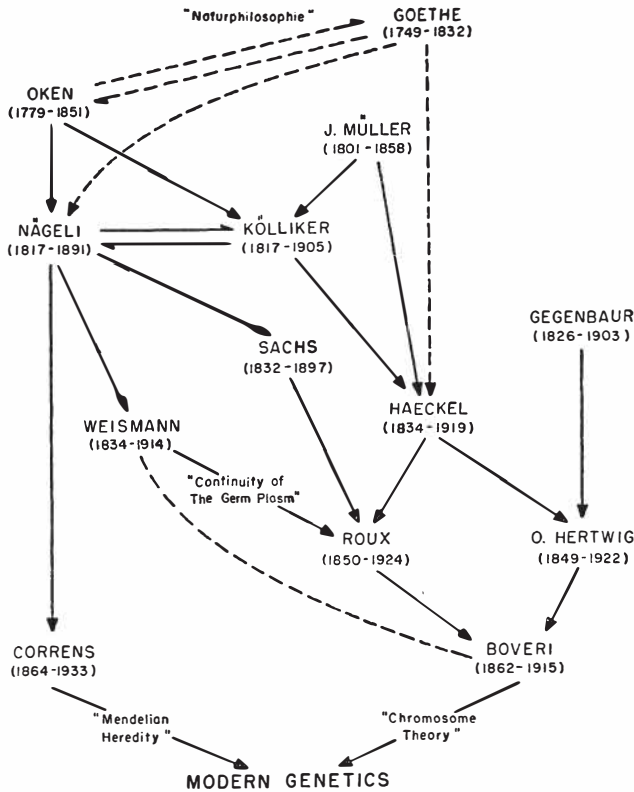 "Naturphilosophie"
GOETHE
(1749-1832)
OKEN
(1779-1851)
J. MÜLLER
(1801-1858)
NÄGELI
(1817-1891)
KÖLLIKER
(1817-1905)
GEGENBAUR
(1826-1903)
SACHS
(1832-1897)
HAECKEL
(1834-1919)
WEISMANN
(1834-1914)
"Continuity of
The Germ Plasm"
ROUX
(1850-1924)
O. HERTWIG
(1849-1922)
CORRENS
(1864-1933)
BOVERI
(1862-1915)
"Mendelian
Heredity"
"Chromosome
Theory"
MODERN GENETICS